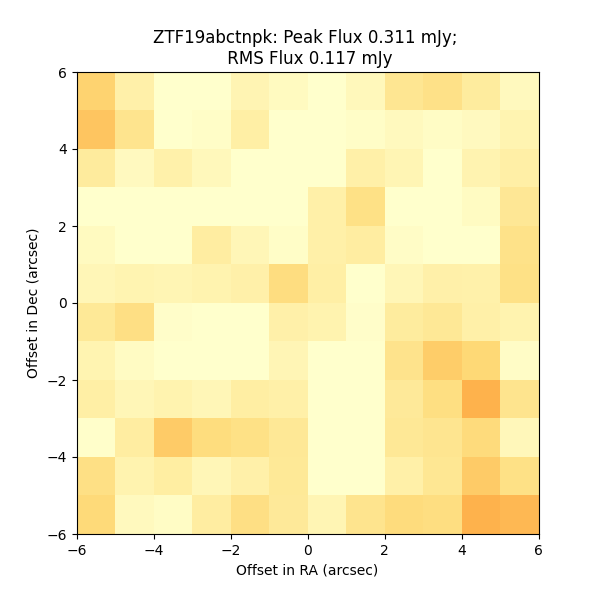 ZTF19abctnpk: Peak Flux 0.311 mJy;
RMS Flux 0.117 mJy
6
4
2
0
−2
−4
−6
Offset in Dec (arcsec)
−6 −4 −2 0 2 4 6
Offset in RA (arcsec)